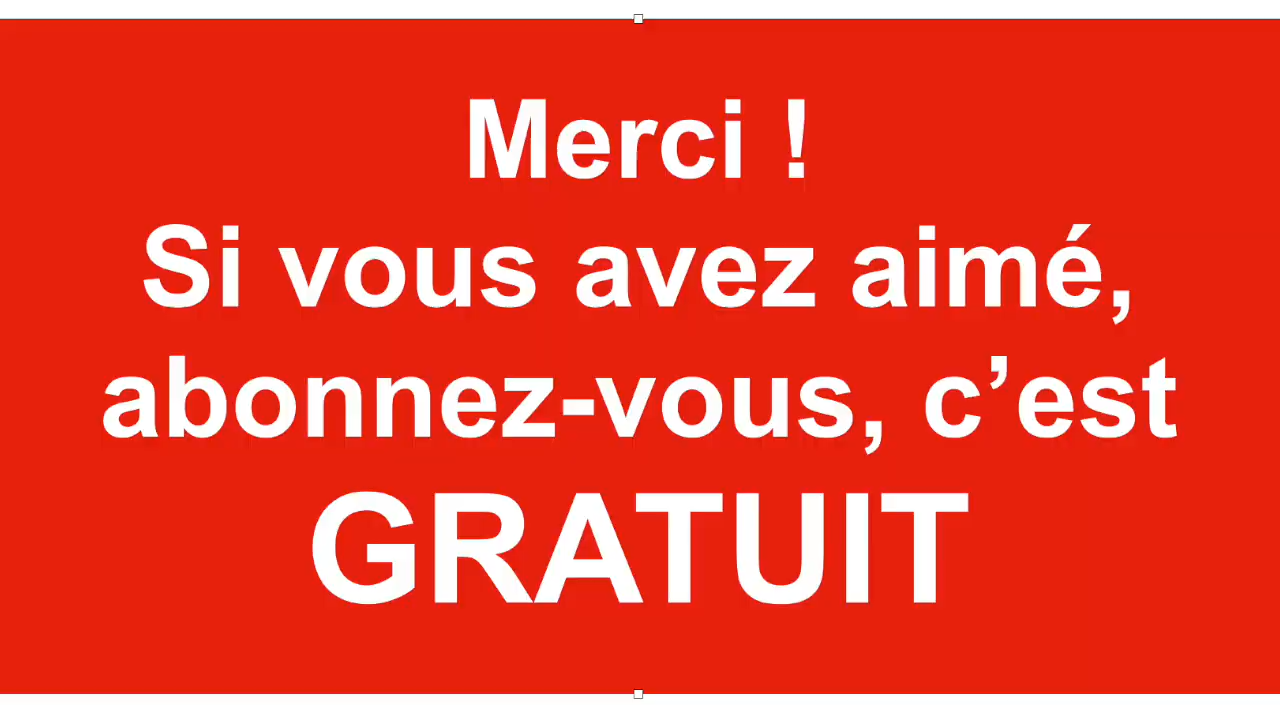 Merci !
Si vous avez aimé,
abonnez-vous, c’est
GRATUIT